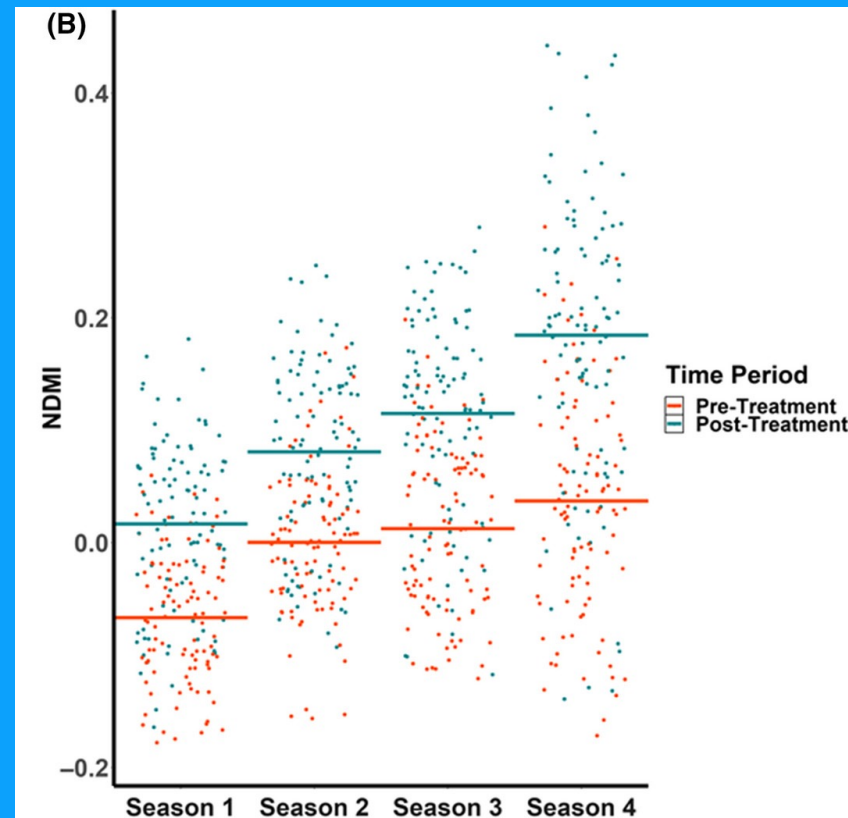 (B)
0.4
0.2
0.0
−0.2
NDMI
Season 1
Season 2
Season 3
Season 4
Time Period
Pre-Treatment
Post-Treatment